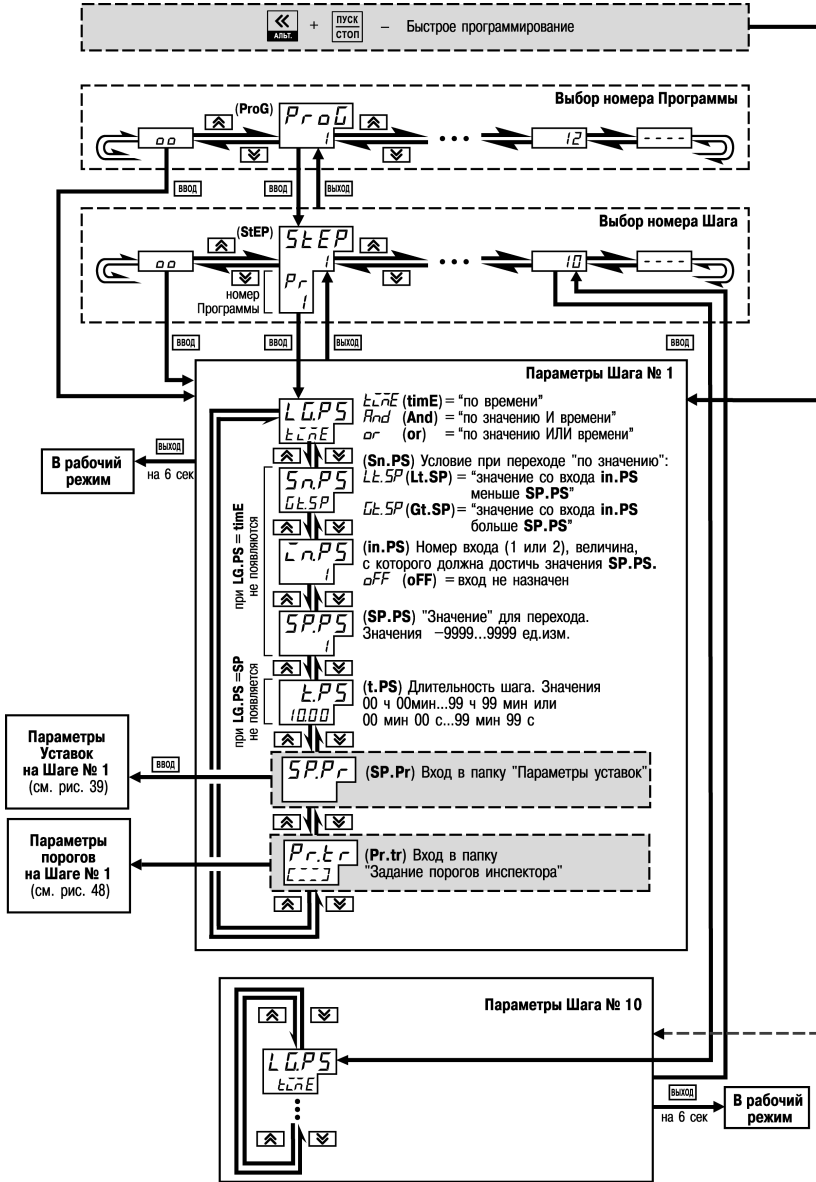 АЛЬТ. + ПУСК СТОП – Быстрое программирование
Выбор номера Программы
(ProG) ProG
oo 1 • • • 12 - - - -
ВВОД ВВОД ВЫХОД
Выбор номера Шага
(StEP) StEP
oo 1 • • • 10 - - - -
номер Pr
Программы 1
ВВОД ВВОД ВЫХОД ВВОД
Параметры Шага № 1
LG.PS timE (timE) = “по времени”
timE And (And) = “по значению И времени”
or (or) = “по значению ИЛИ времени”
ВЫХОД
В рабочий
режим
на 6 сек
при LG.PS = timE
не появляются
Sn.PS (Sn.PS) Условие при переходе "по значению":
Gt.SP Lt.SP (Lt.SP) = “значение со входа in.PS
меньше SP.PS”
Gt.SP (Gt.SP) = “значение со входа in.PS
больше SP.PS”
in.PS (in.PS) Номер входа (1 или 2), величина,
1 с которого должна достичь значения SP.PS.
oFF (oFF) = вход не назначен
SP.PS (SP.PS) "Значение" для перехода.
1 Значения –9999...9999 ед.изм.
при LG.PS =SP
не появляется
t.PS (t.PS) Длительность шага. Значения
10.00 00 ч 00мин...99 ч 99 мин или
00 мин 00 с...99 мин 99 с
Параметры
Уставок
на Шаге № 1
(см. рис. 39)
ВВОД
SP.Pr (SP.Pr) Вход в папку "Параметры уставок"
Параметры
порогов
на Шаге № 1
(см. рис. 48)
Pr.tr (Pr.tr) Вход в папку
[- - -] "Задание порогов инспектора"
Параметры Шага № 10
LG.PS
timE
ВЫХОД
на 6 сек
В рабочий
режим